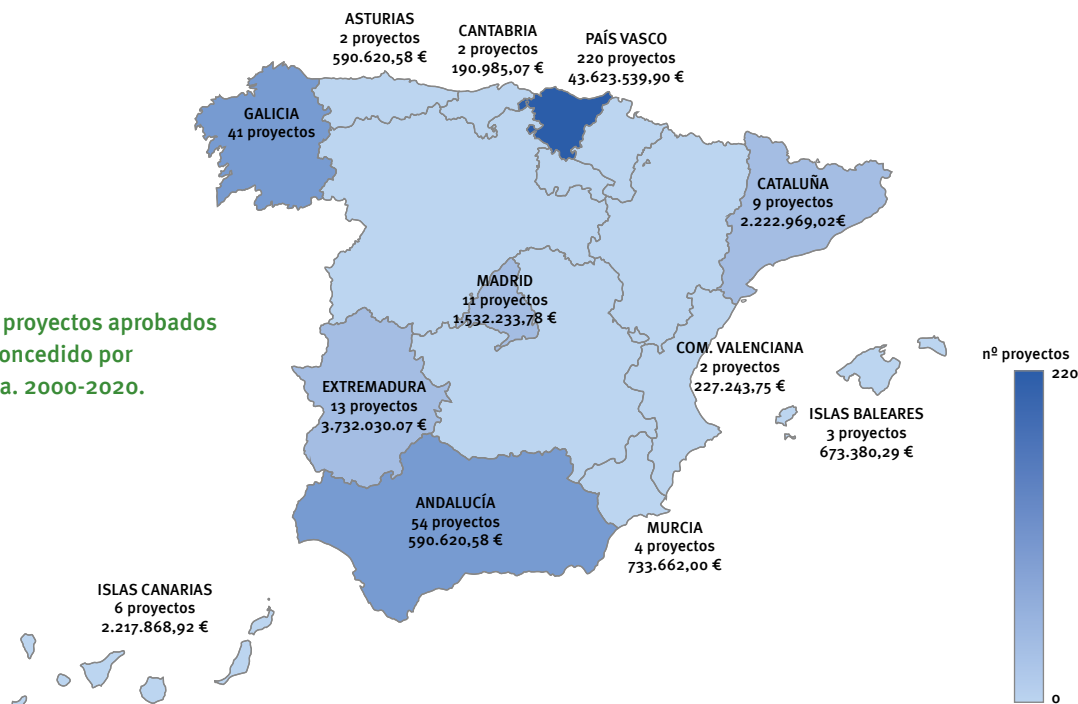 ASTURIAS
2 proyectos
590.620,58 €
CANTABRIA
2 proyectos
190.985,07 €
PAÍS VASCO
220 proyectos
43.623.539,90 €
GALICIA
41 proyectos
CATALUÑA
9 proyectos
2.222.969,02€
MADRID
11 proyectos
1.532.233,78 €
proyectos aprobados
oncedido por
a. 2000-2020.
COM. VALENCIANA
2 proyectos
227.243,75 €
nº proyectos
220
EXTREMADURA
13 proyectos
3.732.030.07 €
ISLAS BALEARES
3 proyectos
673.380,29 €
ANDALUCÍA
54 proyectos
590.620,58 €
MURCIA
4 proyectos
733.662,00 €
ISLAS CANARIAS
6 proyectos
2.217.868,92 €
0